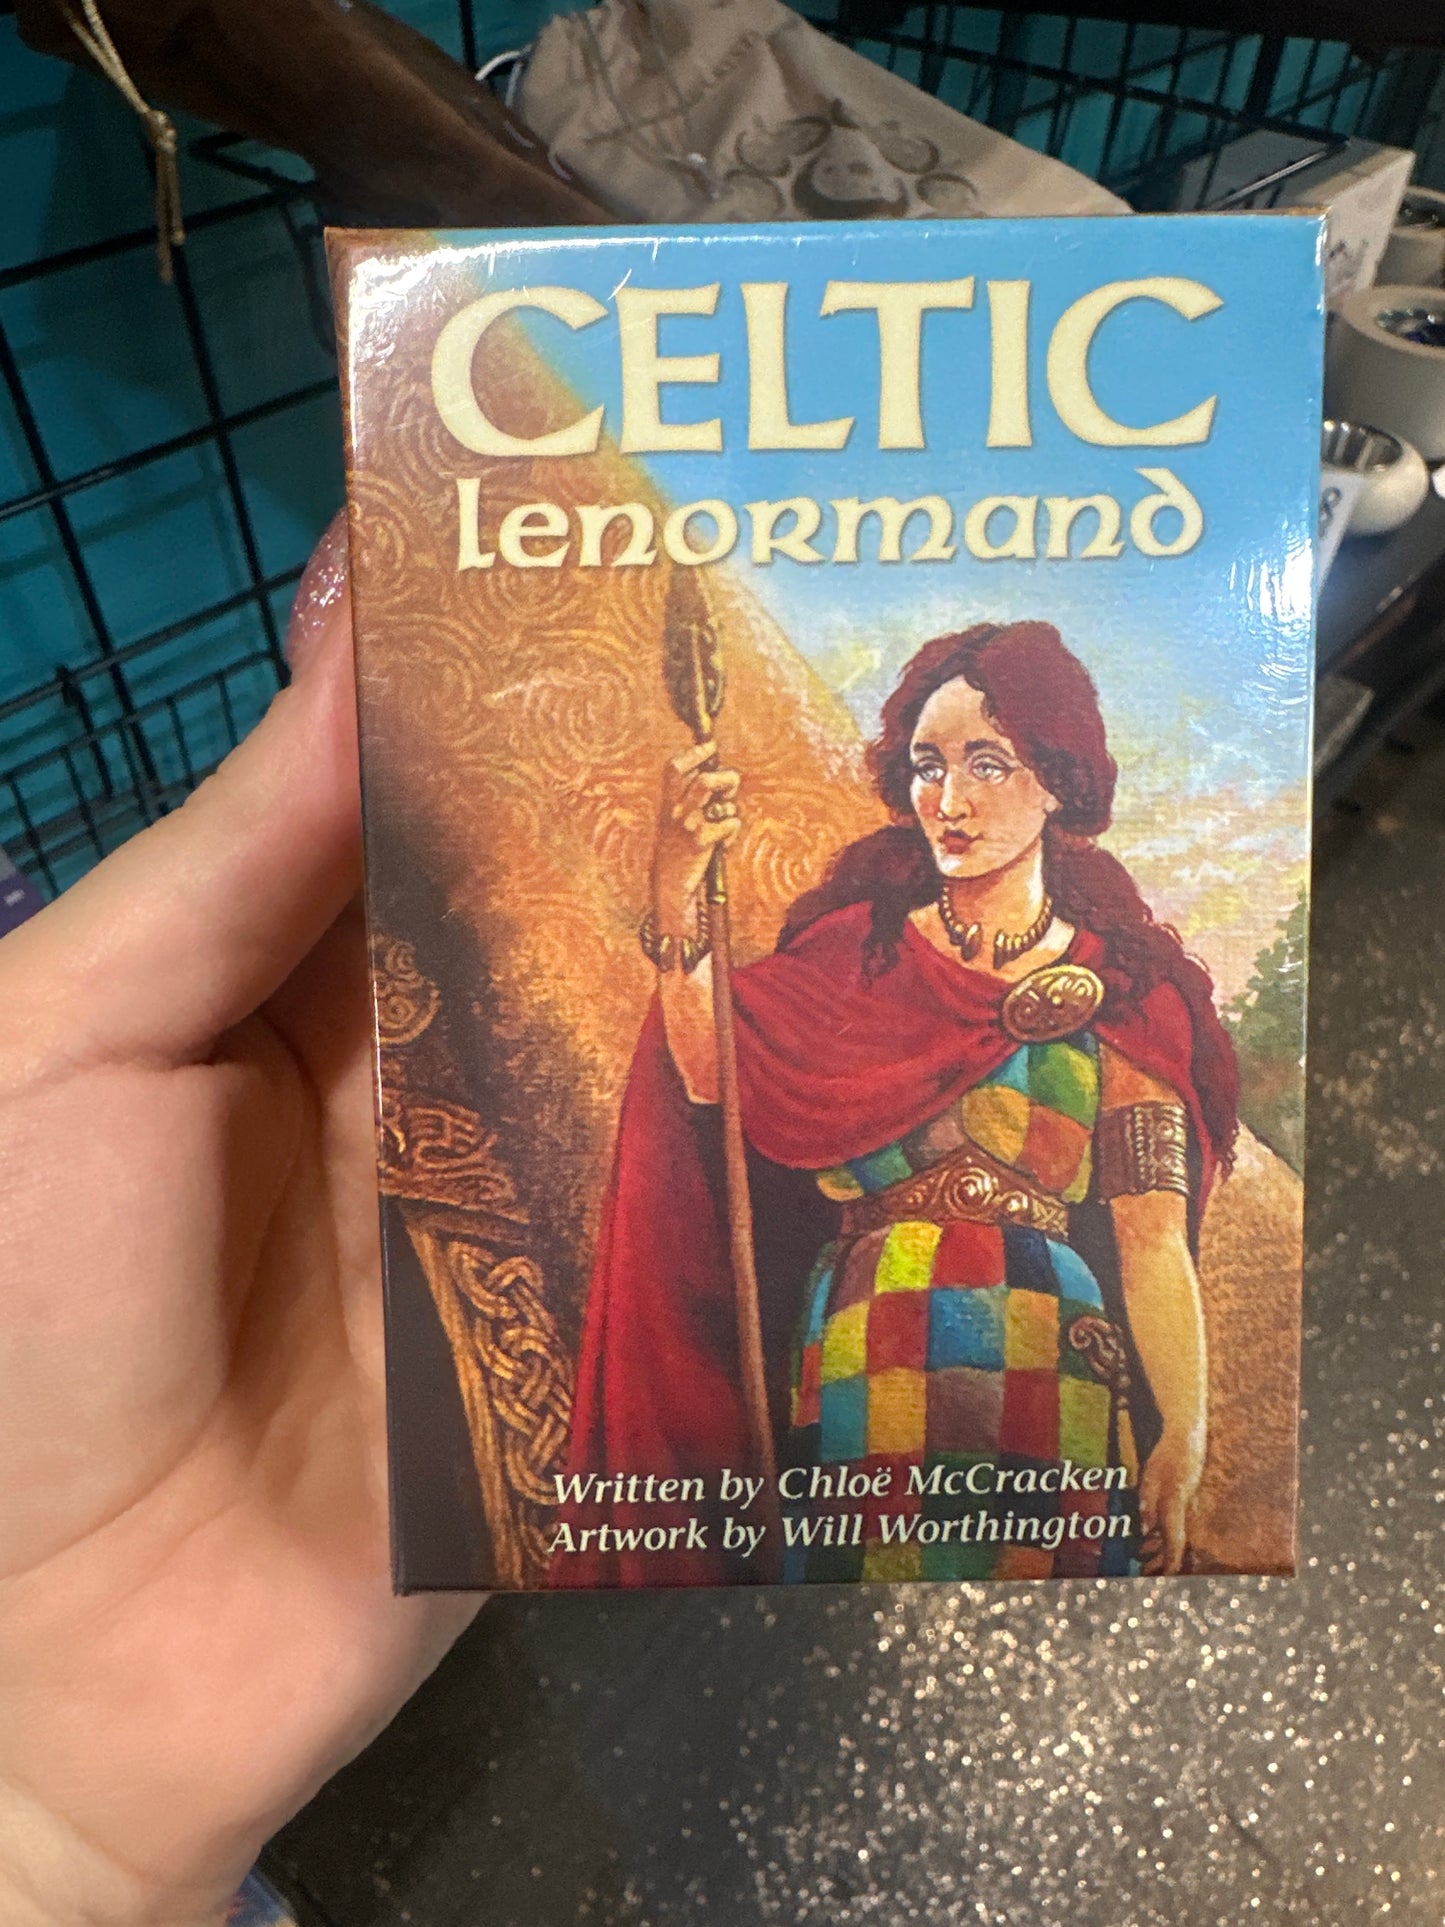 CELTIC
lenormand
Written by Chloë McCracken
Artwork by Will Worthington